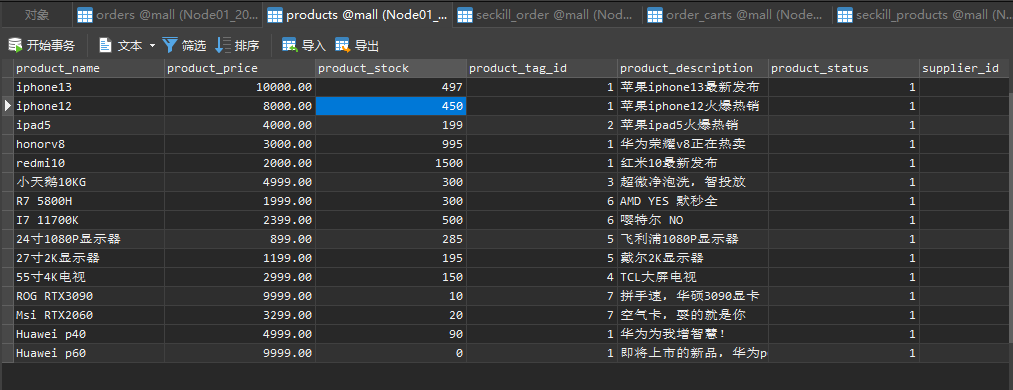 对象 orders @mall (Node01_20... products @mall (Node01_... seckill_order @mall (Nod... order_carts @mall (Node... seckill_products @mall (N...
开始事务 文本 筛选 排序 导入 导出
product_name product_price product_stock product_tag_id product_description product_status supplier_id
iphone13 10000.00 497 1 苹果iphone13最新发布 1
iphone12 8000.00 450 1 苹果iphone12火爆热销 1
ipad5 4000.00 199 2 苹果ipad5火爆热销 1
honorv8 3000.00 995 1 华为荣耀v8正在热卖 1
redmi10 2000.00 1500 1 红米10最新发布 1
小天鹅10KG 4999.00 300 3 超微净泡洗，智投放 1
R7 5800H 1999.00 300 6 AMD YES 默秒全 1
I7 11700K 2399.00 500 6 嘤特尔 NO 1
24寸1080P显示器 899.00 285 5 飞利浦1080P显示器 1
27寸2K显示器 1199.00 195 5 戴尔2K显示器 1
55寸4K电视 2999.00 150 4 TCL大屏电视 1
ROG RTX3090 9999.00 10 7 拼手速，华硕3090显卡 1
Msi RTX2060 3299.00 20 7 空气卡，耍的就是你 1
Huawei p40 4999.00 90 1 华为为我增智慧！ 1
Huawei p60 9999.00 0 1 即将上市的新品，华为p 1